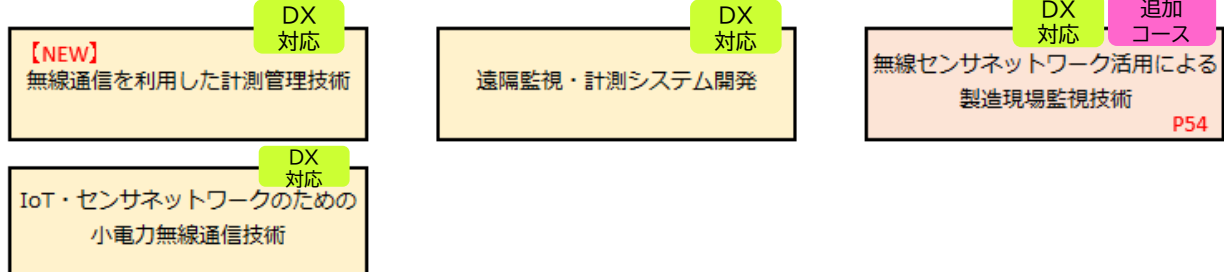 DX
対応
【NEW】
無線通信を利用した計測管理技術
DX
対応
遠隔監視・計測システム開発
DX
対応
追加
コース
無線センサネットワーク活用による
製造現場監視技術
P54
DX
対応
IoT・センサネットワークのための
小電力無線通信技術